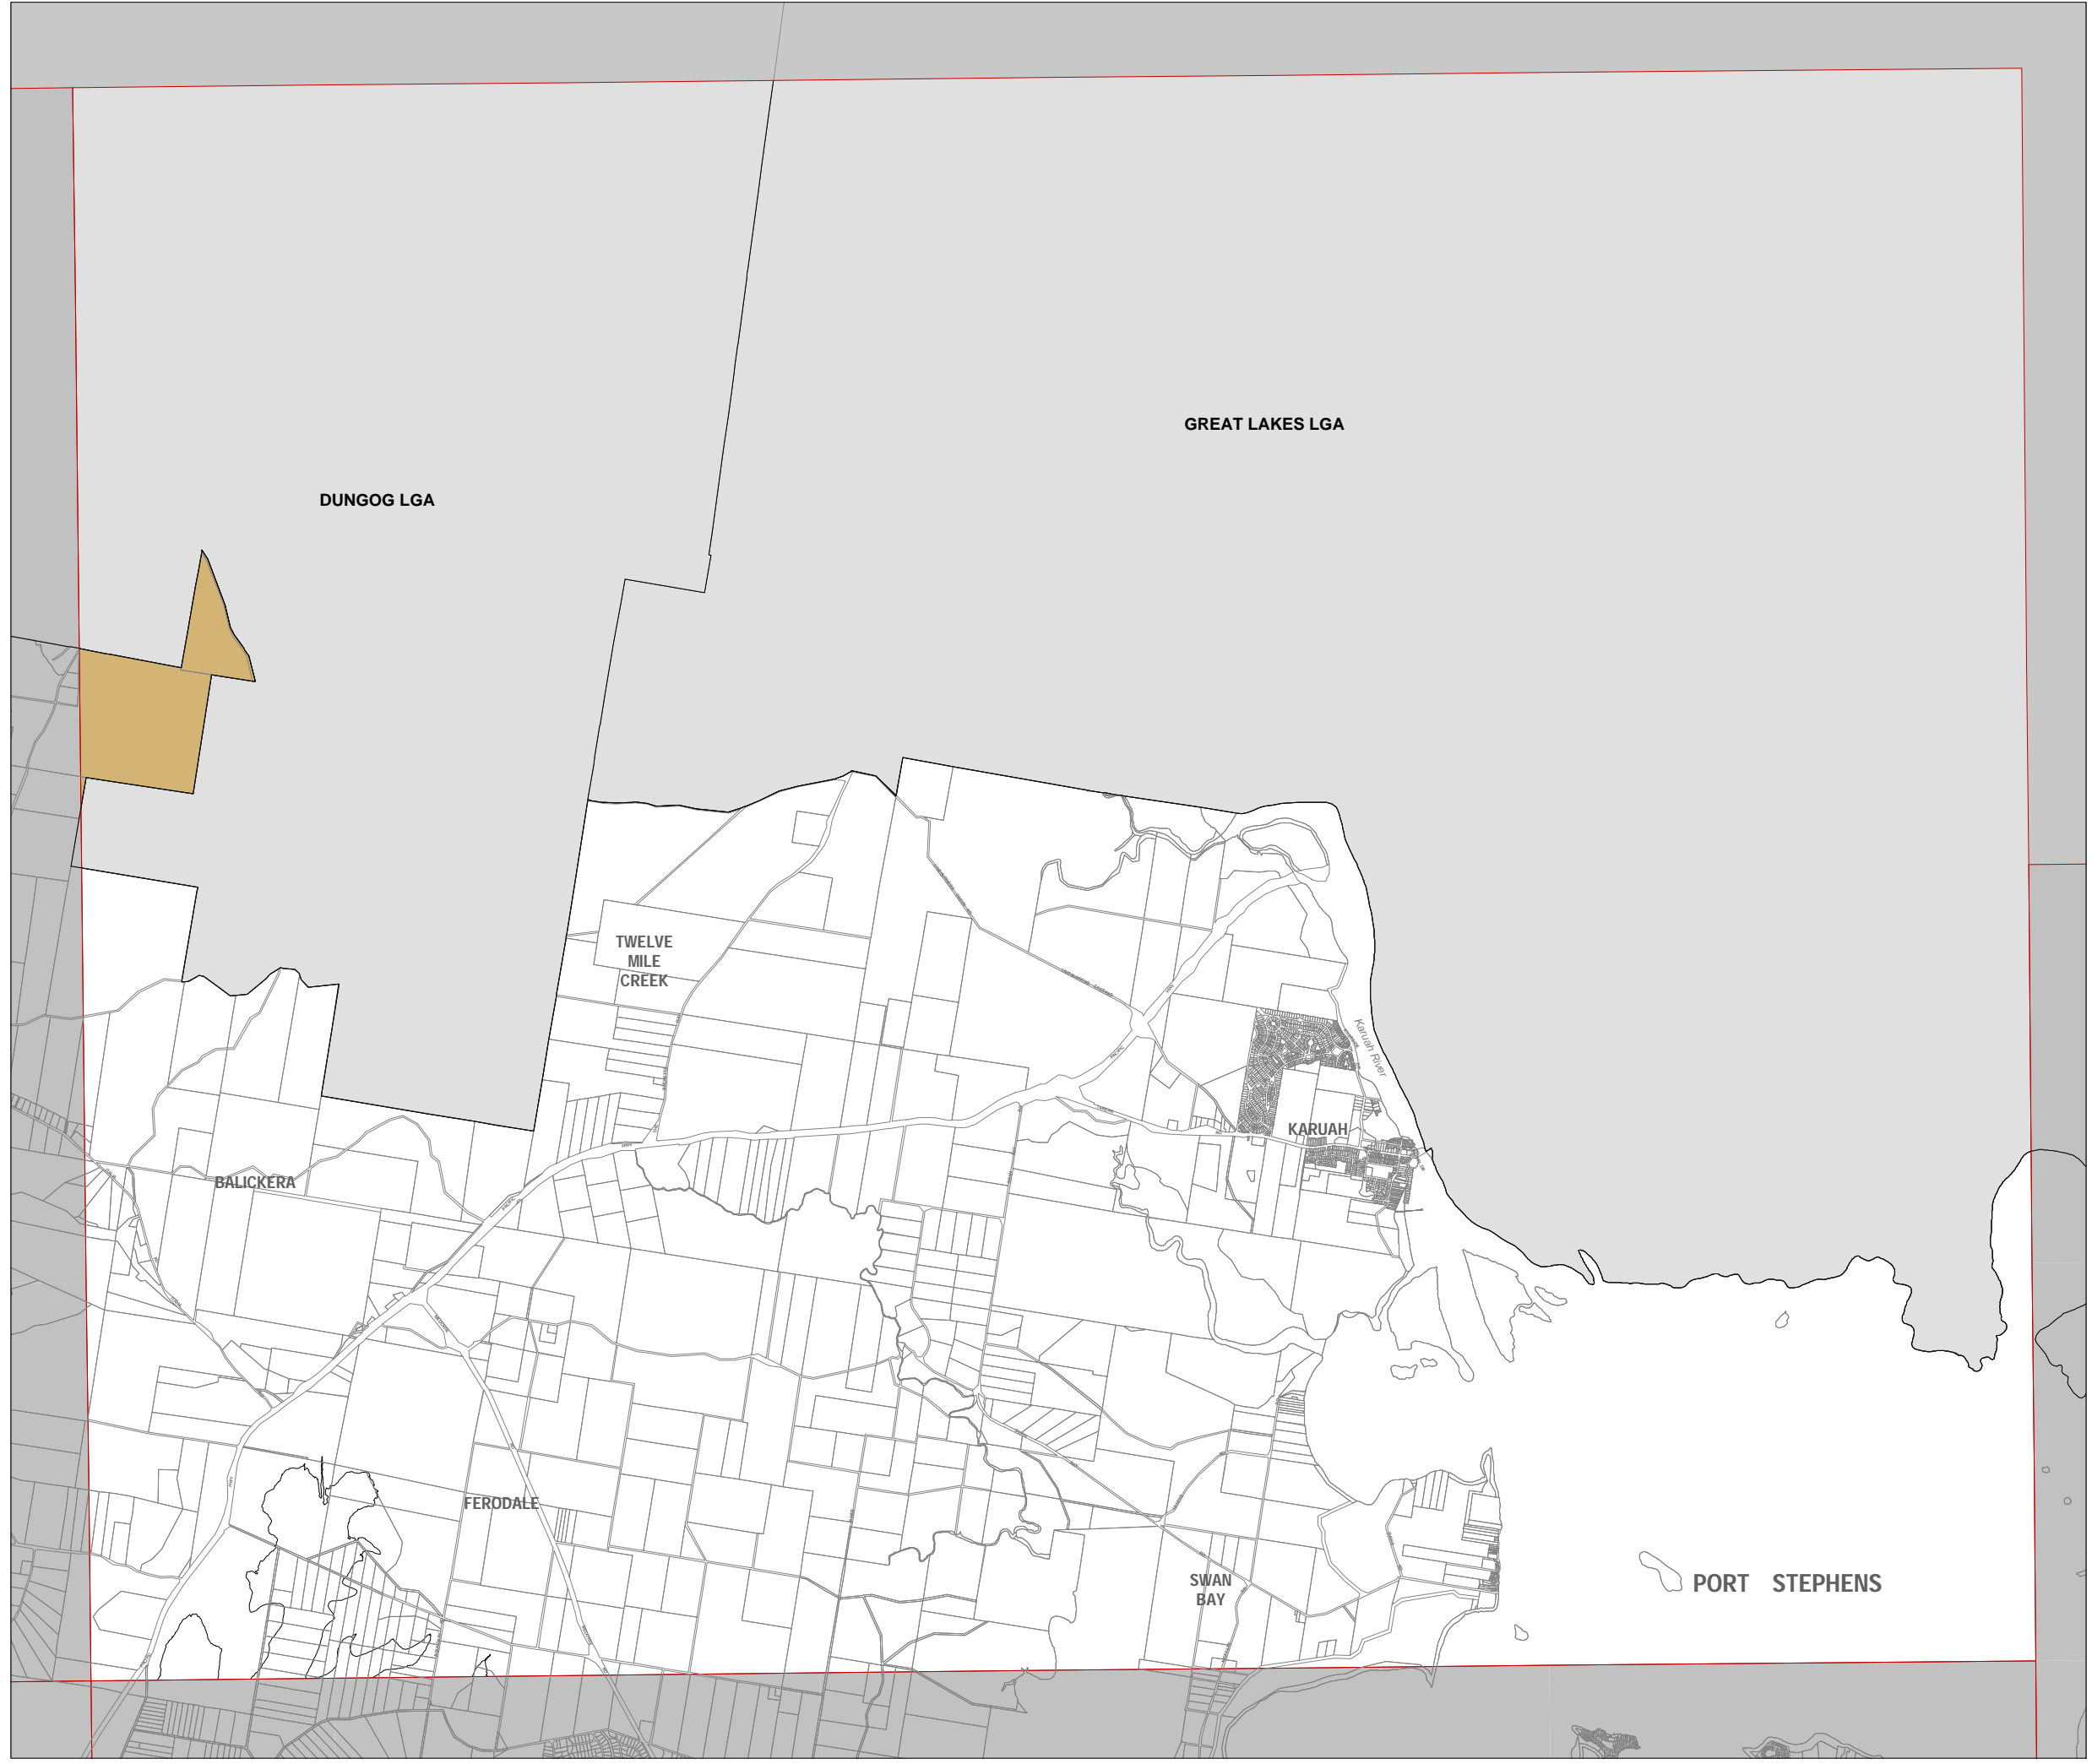 GREAT LAKES LGA
DUNGOG LGA
TWELVE
MILE
CREEK
Karuah River
KARUAH
BALICKERA
FERODALE
SWAN
BAY
PORT STEPHENS